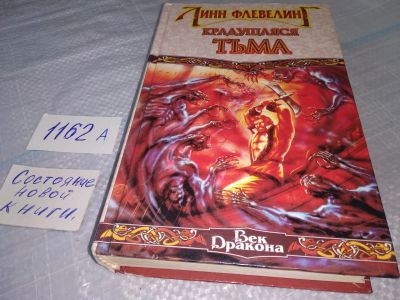 Линн Флевелинг
КРАДУЩАЯСЯ
ТЬМА
1162 А
Состояние
новой
книги.
Век
Дракона